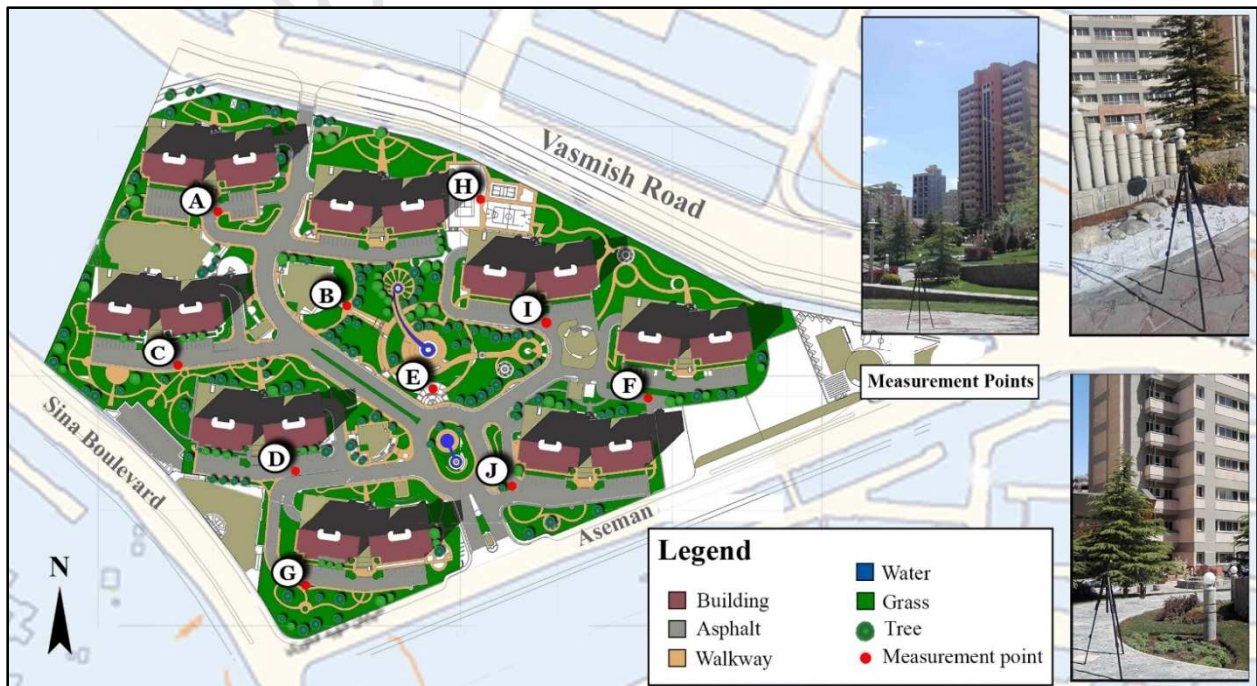 Vasmish Road
H
A
B
I
C
E
F
Measurement Points
Sina Boulevard
D
J
Aseman
G
N
Legend
Building
Asphalt
Walkway
Water
Grass
Tree
Measurement point